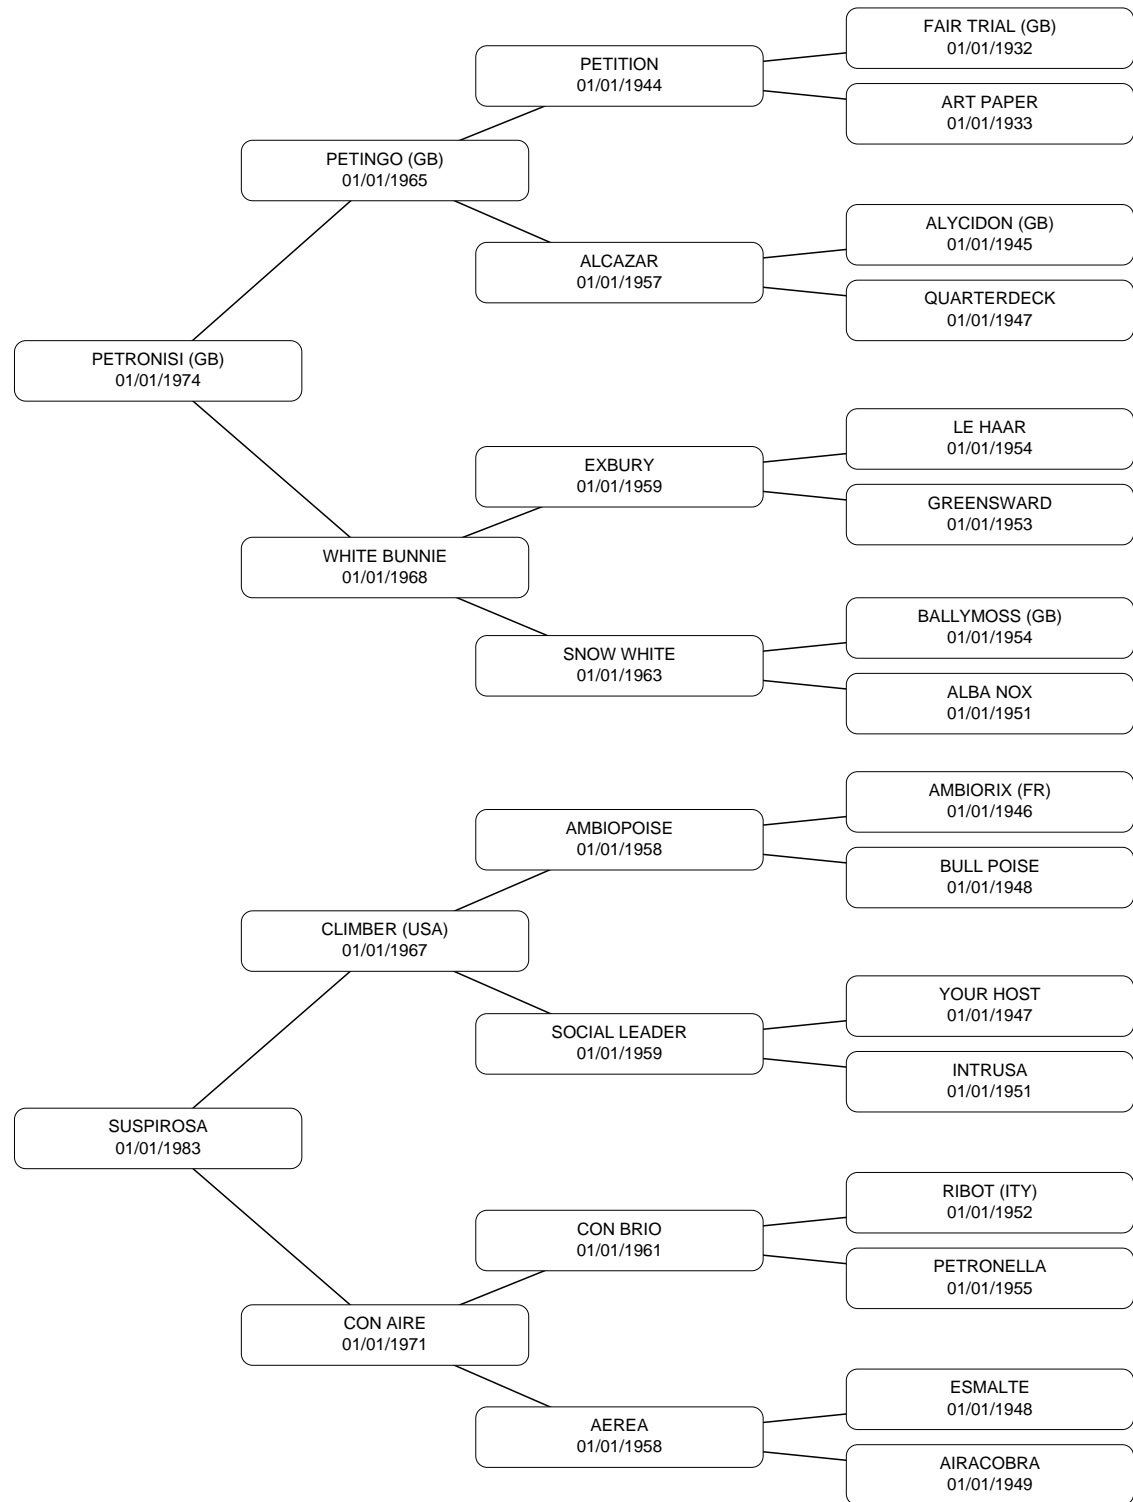 FAIR TRIAL (GB)
01/01/1932
PETITION
01/01/1944
ART PAPER
01/01/1933
PETINGO (GB)
01/01/1965
ALYCIDON (GB)
01/01/1945
ALCAZAR
01/01/1957
QUARTERDECK
01/01/1947
PETRONISI (GB)
01/01/1974
LE HAAR
01/01/1954
EXBURY
01/01/1959
GREENSWARD
01/01/1953
WHITE BUNNIE
01/01/1968
BALLYMOSS (GB)
01/01/1954
SNOW WHITE
01/01/1963
ALBA NOX
01/01/1951
AMBIORIX (FR)
01/01/1946
AMBIOPOISE
01/01/1958
BULL POISE
01/01/1948
CLIMBER (USA)
01/01/1967
YOUR HOST
01/01/1947
SOCIAL LEADER
01/01/1959
INTRUSA
01/01/1951
SUSPIROSA
01/01/1983
RIBOT (ITY)
01/01/1952
CON BRIO
01/01/1961
PETRONELLA
01/01/1955
CON AIRE
01/01/1971
ESMALTE
01/01/1948
AEREA
01/01/1958
AIRACOBRA
01/01/1949